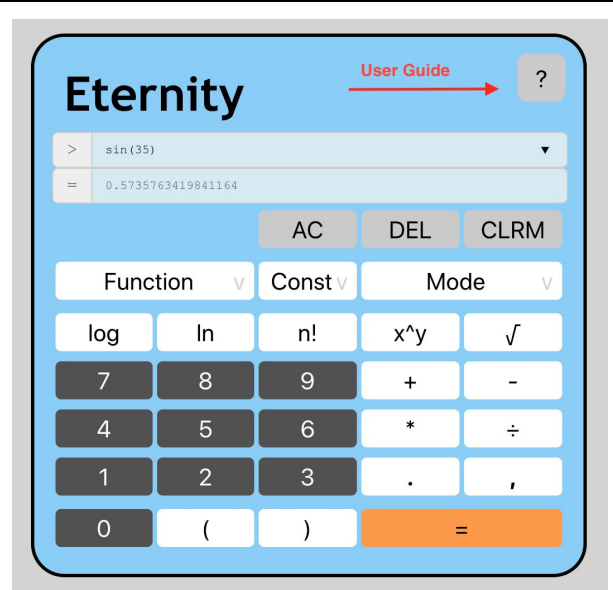 Eternity
User Guide
?
> sin(35) ▼
= 0.5735763419841164
AC DEL CLRM
Function v Const v Mode v
log ln n! x^y √
7 8 9 + -
4 5 6 * ÷
1 2 3 . ,
0 ( ) =